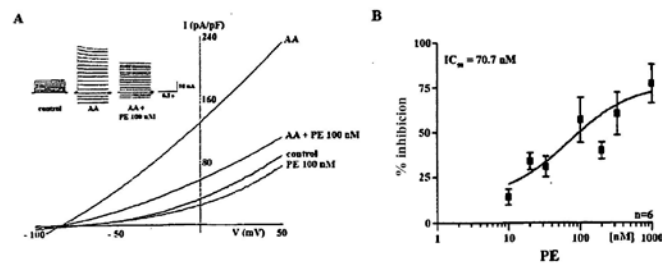 A
I (pA/pF)
240
AA
160
control
AA
AA +
PE 100 nM
AA + PE 100 nM
80
control
PE 100 nM
-100
-50
V (mV)
50
B
100
IC₅₀ = 70.7 nM
75
% inhibicion
50
25
0
n=6
1
10
100
[nM]
1000
PE